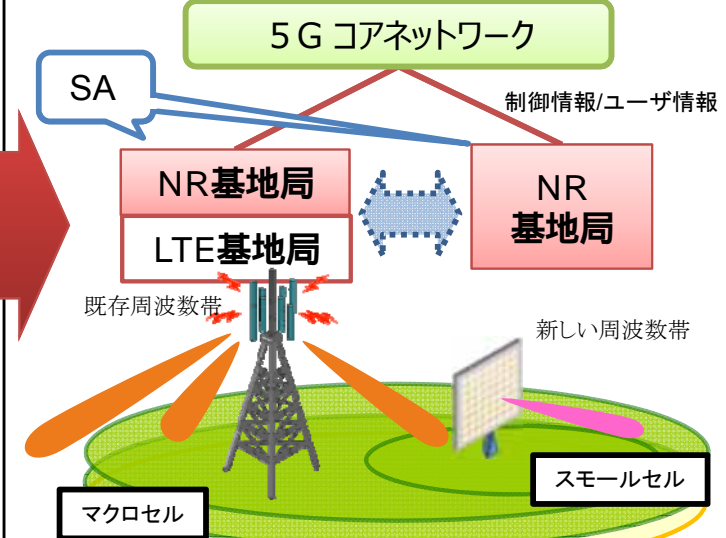 5Gコアネットワーク
SA
制御情報/ユーザ情報
NR基地局
LTE基地局
NR
基地局
既存周波数帯
新しい周波数帯
スモールセル
マクロセル